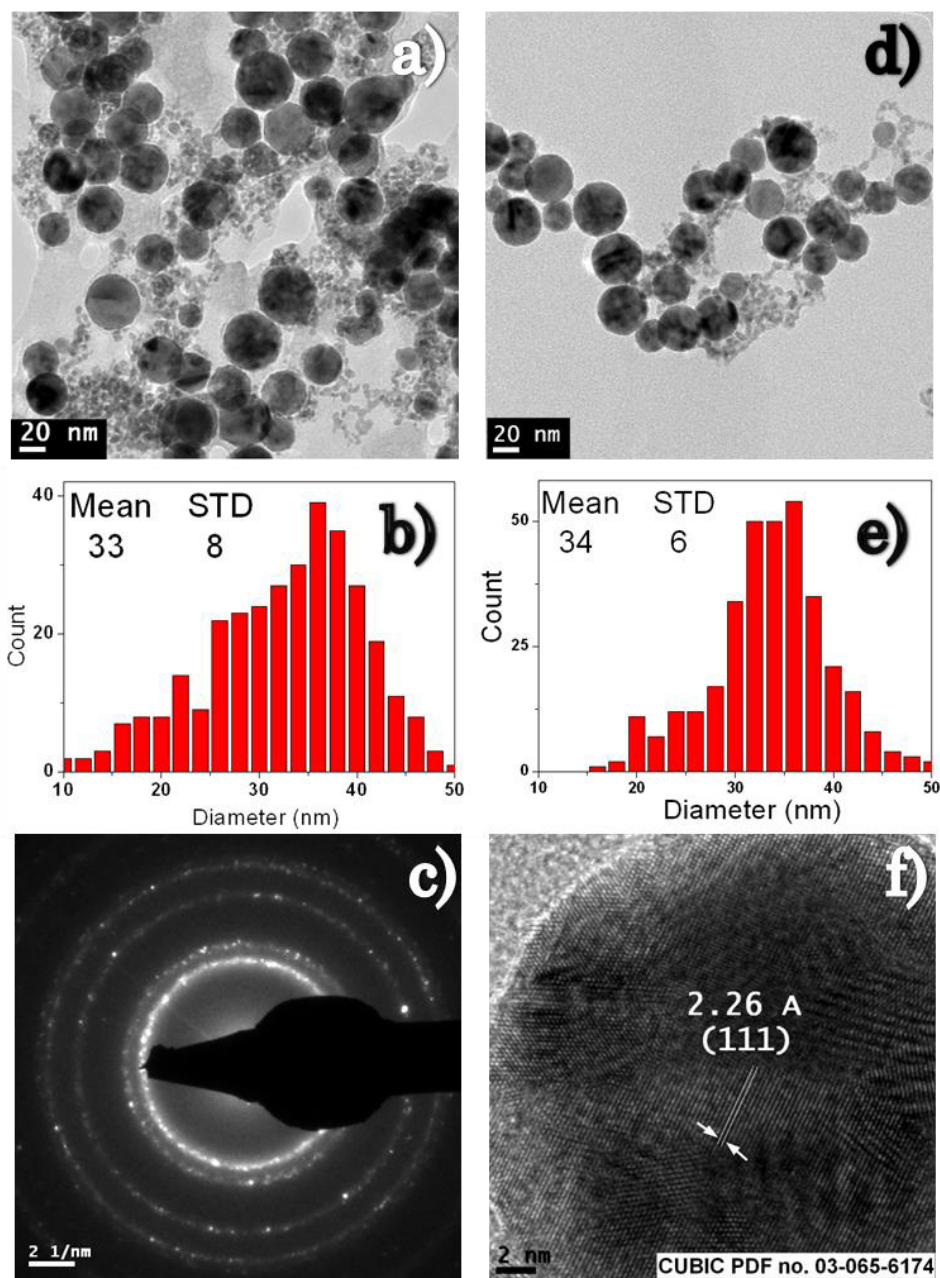 a)
20 nm
d)
20 nm
40
Mean STD
33 8
b)
20
0
Count
10 20 30 40 50
Diameter (nm)
50
Mean STD
34 6
e)
25
0
Count
10 20 30 40 50
Diameter (nm)
c)
2 1/nm
f)
2.26 A
(111)
2 nm
CUBIC PDF no. 03-065-6174